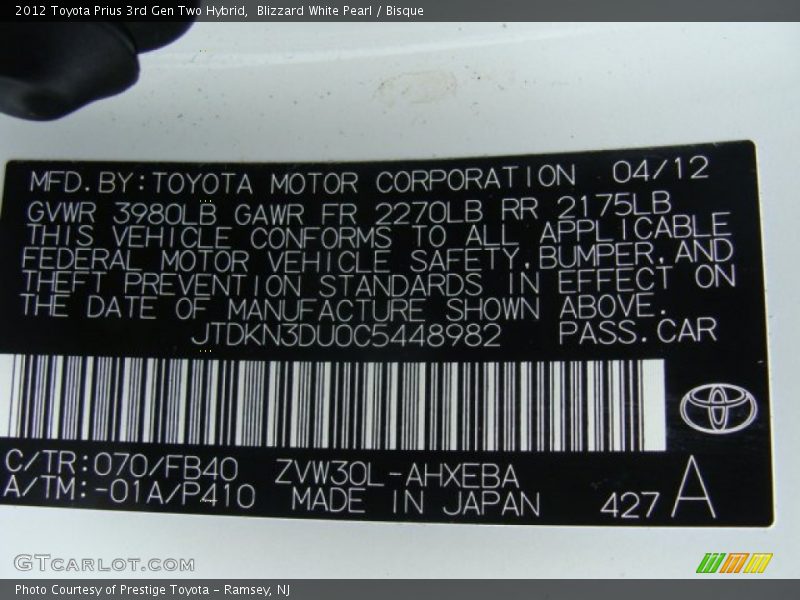 2012 Toyota Prius 3rd Gen Two Hybrid,  Blizzard White Pearl / Bisque
MFD.BY:TOYOTA MOTOR CORPORATION 04/12
GVWR 3980LB GAWR FR 2270LB RR 2175LB
THIS VEHICLE CONFORMS TO ALL APPLICABLE
FEDERAL MOTOR VEHICLE SAFETY,BUMPER,AND
THEFT PREVENTION STANDARDS IN EFFECT ON
THE DATE OF MANUFACTURE SHOWN ABOVE.
JTDKN3DU0C5448982 PASS.CAR
C/TR:070/FB40 ZVW30L-AHXEBA
A/TM:-01A/P410 MADE IN JAPAN 427 A
GTCARLOT.COM
Photo Courtesy of Prestige Toyota - Ramsey, NJ